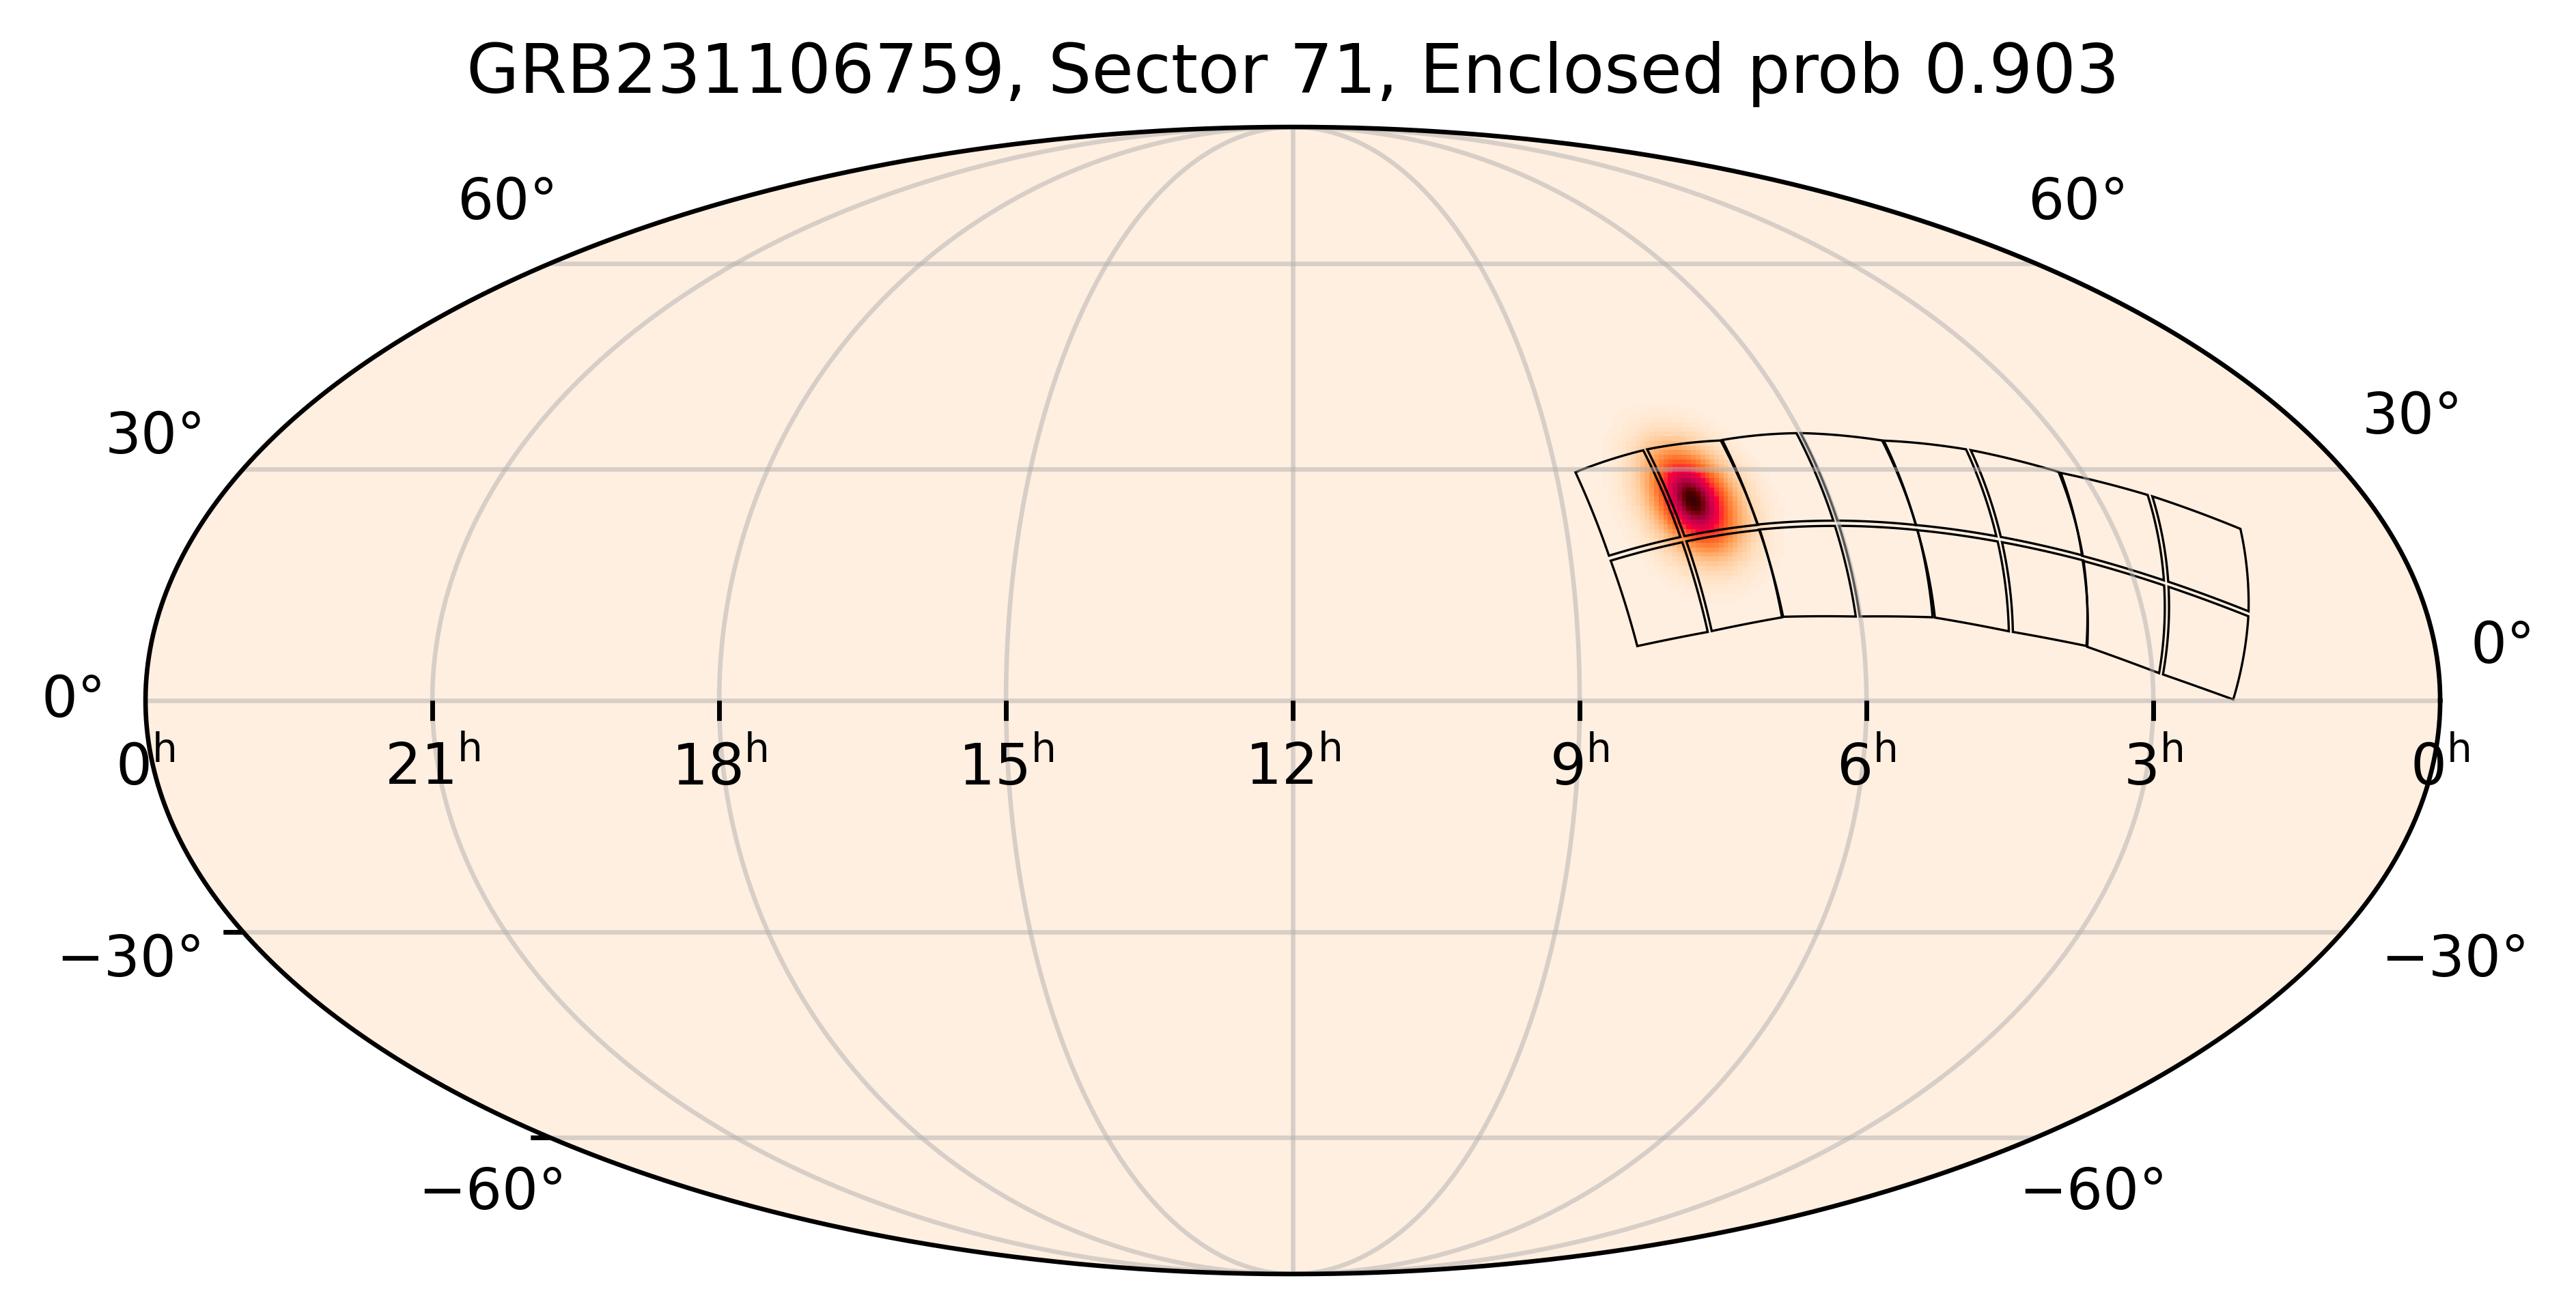 GRB231106759, Sector 71, Enclosed prob 0.903
60° 60°
30° 30°
0° 0°
0h 21h 18h 15h 12h 9h 6h 3h 0h
−30° −30°
−60° −60°